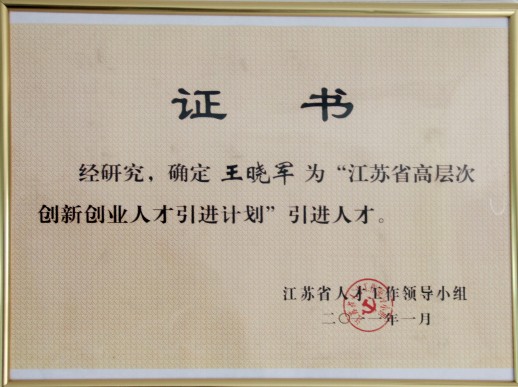 证书
经研究，确定 王晓军 为“江苏省高层次
创新创业人才引进计划”引进人才。
江苏省人才工作领导小组
二〇一一年一月